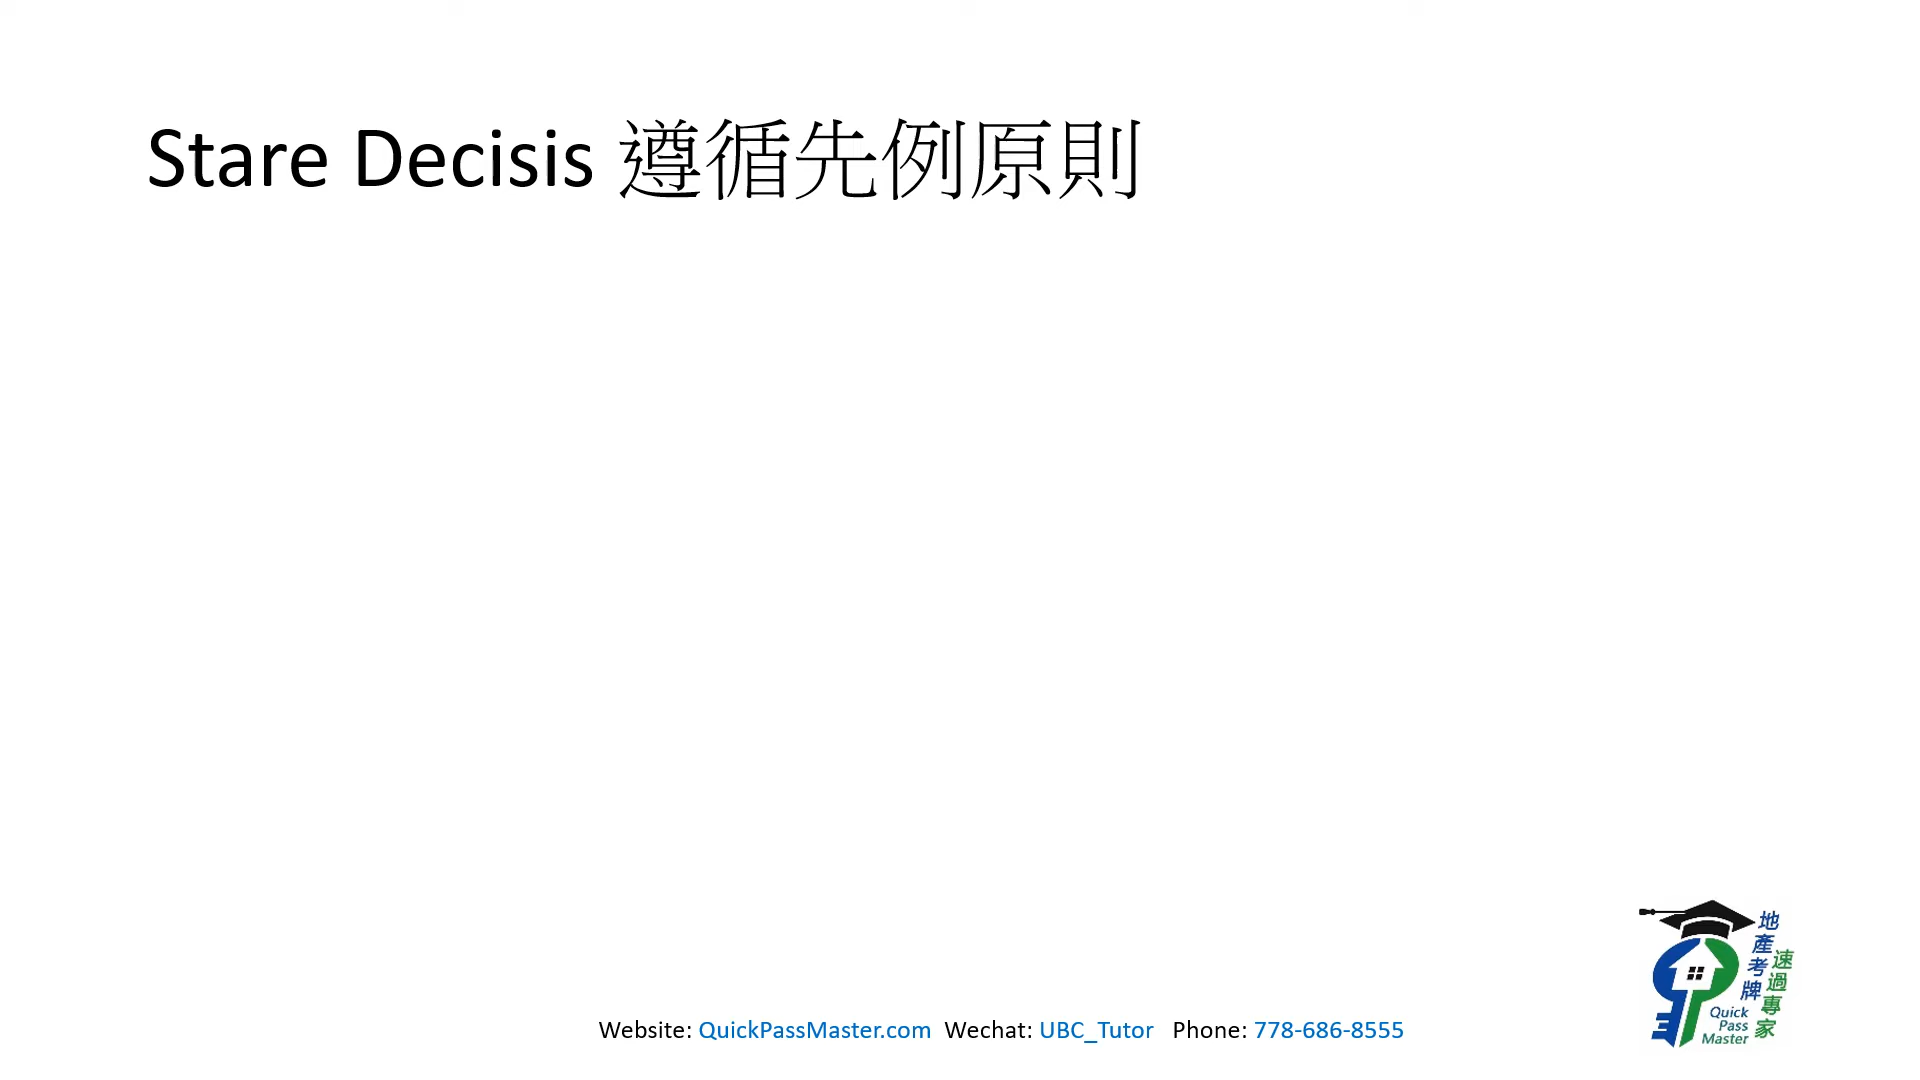 Stare Decisis 遵循先例原則
地產考牌
速過專家
Quick
Pass
Master
Website: QuickPassMaster.com Wechat: UBC_Tutor Phone: 778-686-8555